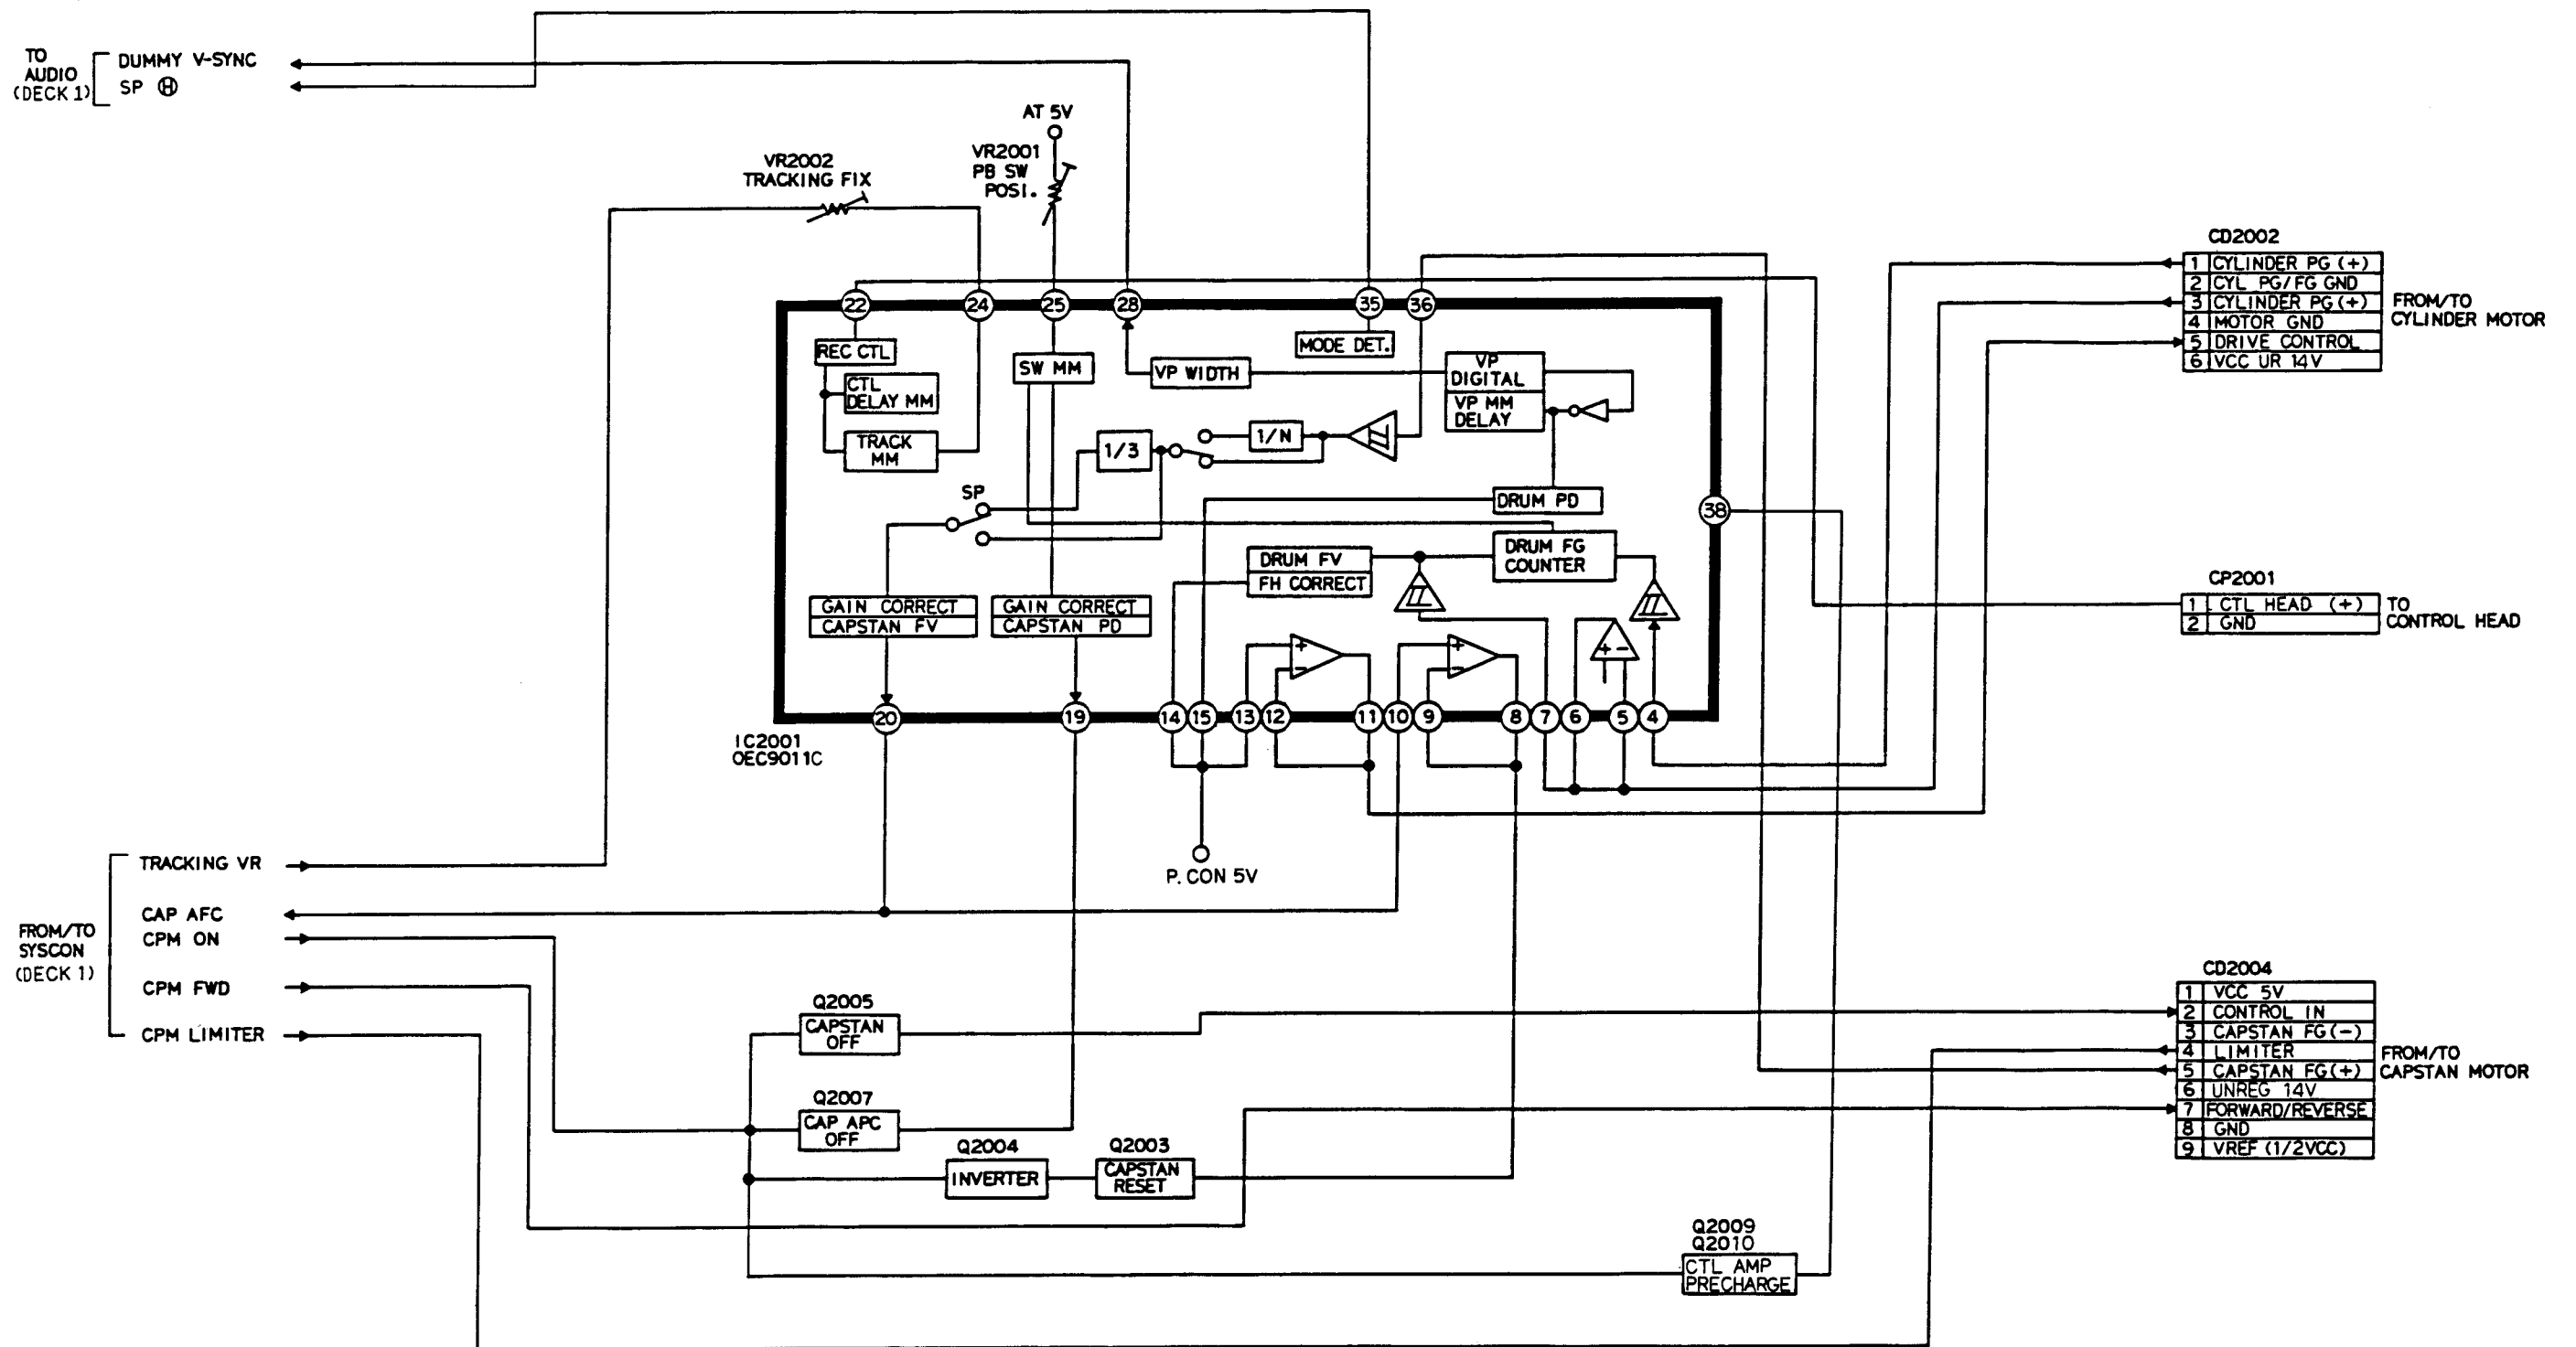 TO
AUDIO
(DECK 1)
DUMMY V-SYNC
SP Ⓗ
AT 5V
VR2001
PB SW
POSI.
VR2002
TRACKING FIX
22
24
25
28
35
36
REC CTL
CTL
DELAY MM
TRACK
MM
SW MM
VP WIDTH
MODE DET.
VP
DIGITAL
VP MM
DELAY
1/3
1/N
SP
DRUM PD
38
DRUM FV
FH CORRECT
DRUM FG
COUNTER
GAIN CORRECT
CAPSTAN FV
GAIN CORRECT
CAPSTAN PD
+
-
+
-
+ -
20
19
14
15
13
12
11
10
9
8
7
6
5
4
IC2001
OEC9011C
P. CON 5V
CD2002
1 CYLINDER PG (+)
2 CYL PG/FG GND
3 CYLINDER PG (+)
4 MOTOR GND
5 DRIVE CONTROL
6 VCC UR 14V
FROM/TO
CYLINDER MOTOR
CP2001
1 CTL HEAD (+)
2 GND
TO
CONTROL HEAD
FROM/TO
SYSCON
(DECK 1)
TRACKING VR
CAP AFC
CPM ON
CPM FWD
CPM LIMITER
Q2005
CAPSTAN
OFF
Q2007
CAP APC
OFF
Q2004
INVERTER
Q2003
CAPSTAN
RESET
Q2009
Q2010
CTL AMP
PRECHARGE
CD2004
1 VCC 5V
2 CONTROL IN
3 CAPSTAN FG(-)
4 LIMITER
5 CAPSTAN FG(+)
6 UNREG 14V
7 FORWARD/REVERSE
8 GND
9 VREF (1/2VCC)
FROM/TO
CAPSTAN MOTOR